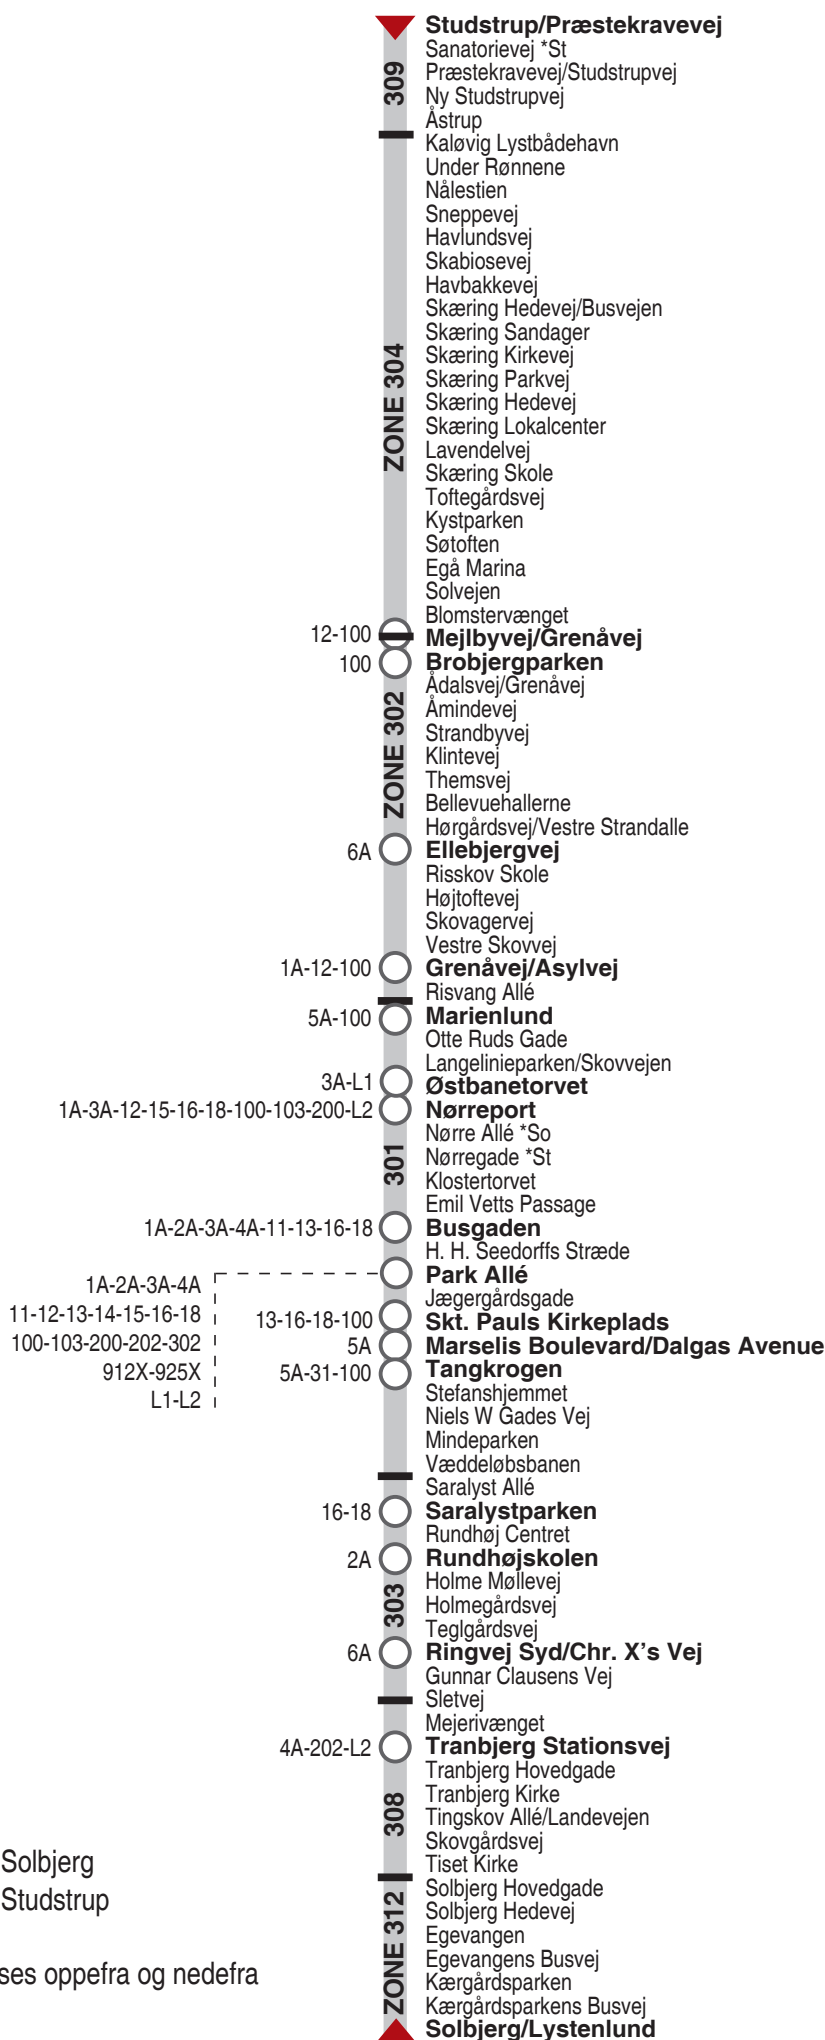 Studstrup/Præstekravevej
Sanatorievej *St
309
Præstekravevej/Studstrupvej
Ny Studstrupvej
Åstrup
Kaløvig Lystbådehavn
Under Rønnene
Nålestien
Sneppevej
Havlundsvej
Skabiosevej
Havbakkevej
Skæring Hedevej/Busvejen
Skæring Sandager
Skæring Kirkevej
ZONE 304
Skæring Parkvej
Skæring Hedevej
Skæring Lokalcenter
Lavendelvej
Skæring Skole
Toftegårdsvej
Kystparken
Søtoften
Egå Marina
Solvejen
Blomstervænget
12-100 Mejlbyvej/Grenåvej
100 Brobjergparken
Ådalsvej/Grenåvej
Åmindevej
Strandbyvej
ZONE 302
Klintevej
Themsvej
Bellevuehallerne
Hørgårdsvej/Vestre Strandalle
6A Ellebjergvej
Risskov Skole
Højtoftevej
Skovagervej
Vestre Skovvej
1A-12-100 Grenåvej/Asylvej
Risvang Allé
5A-100 Marienlund
Otte Ruds Gade
Langelinieparken/Skovvejen
3A-L1 Østbanetorvet
1A-3A-12-15-16-18-100-103-200-L2 Nørreport
Nørre Allé *So
Nørregade *St
301
Klostertorvet
Emil Vetts Passage
1A-2A-3A-4A-11-13-16-18 Busgaden
H. H. Seedorffs Stræde
Park Allé
1A-2A-3A-4A
11-12-13-14-15-16-18
100-103-200-202-302
912X-925X
L1-L2
Jægergårdsgade
13-16-18-100 Skt. Pauls Kirkeplads
5A Marselis Boulevard/Dalgas Avenue
5A-31-100 Tangkrogen
Stefanshjemmet
Niels W Gades Vej
Mindeparken
Væddeløbsbanen
Saralyst Allé
16-18 Saralystparken
Rundhøj Centret
2A Rundhøjskolen
Holme Møllevej
303
Holmegårdsvej
Teglgårdsvej
6A Ringvej Syd/Chr. X's Vej
Gunnar Clausens Vej
Sletvej
Mejerivænget
4A-202-L2 Tranbjerg Stationsvej
Tranbjerg Hovedgade
Tranbjerg Kirke
308
Tingskov Allé/Landevejen
Skovgårdsvej
Tiset Kirke
Solbjerg Hovedgade
Solbjerg Hedevej
ZONE 312
Egevangen
Egevangens Busvej
Kærgårdsparken
Kærgårdsparkens Busvej
Solbjerg/Lystenlund
Solbjerg
Studstrup
ses oppefra og nedefra